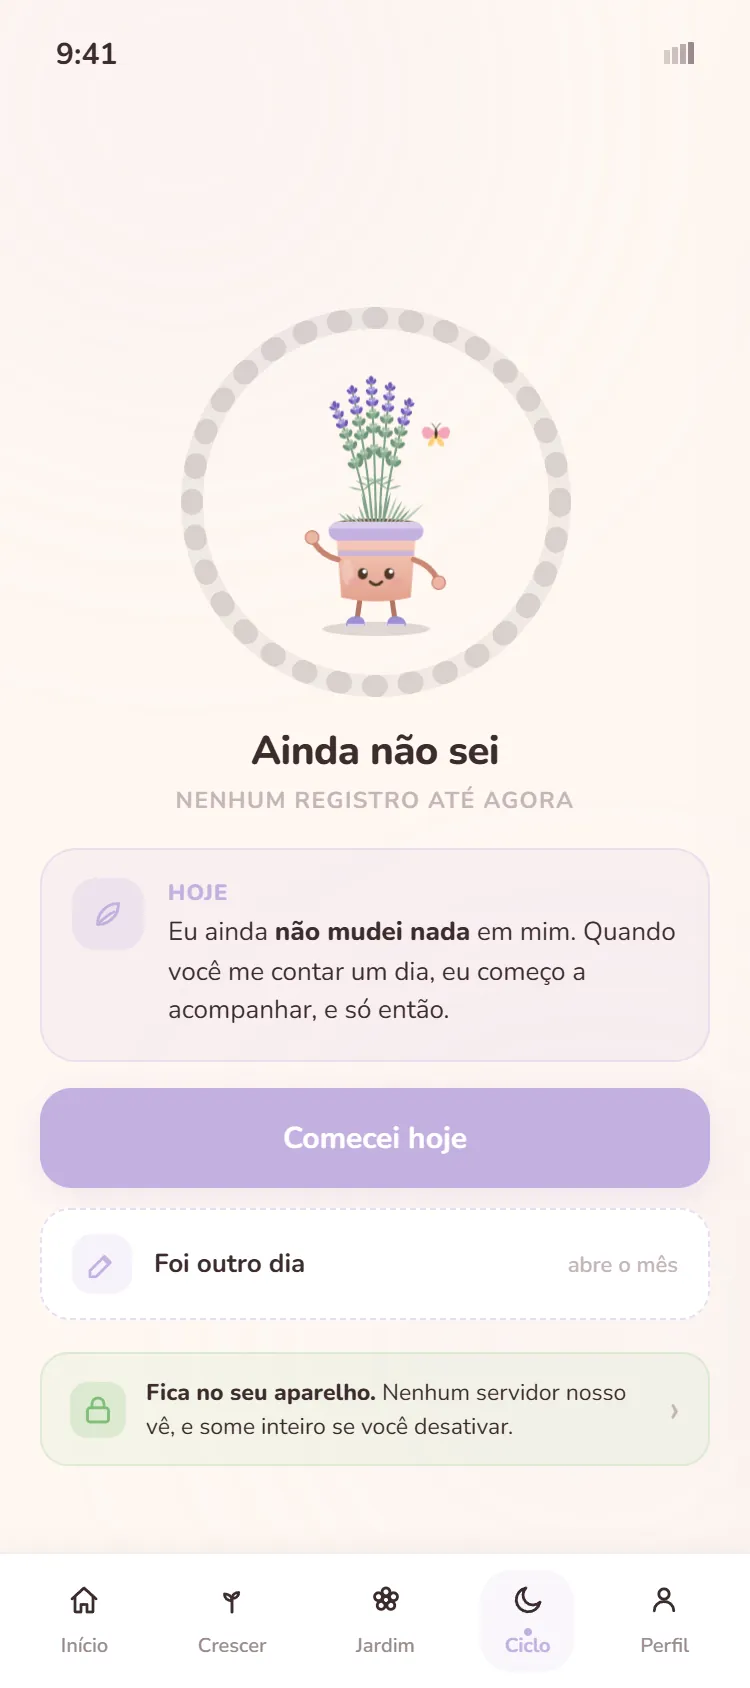 9:41
Ainda não sei
NENHUM REGISTRO ATÉ AGORA
HOJE
Eu ainda não mudei nada em mim. Quando
você me contar um dia, eu começo a
acompanhar, e só então.
Comecei hoje
Foi outro dia
abre o mês
Fica no seu aparelho. Nenhum servidor nosso
vê, e some inteiro se você desativar.
Início
Crescer
Jardim
Ciclo
Perfil